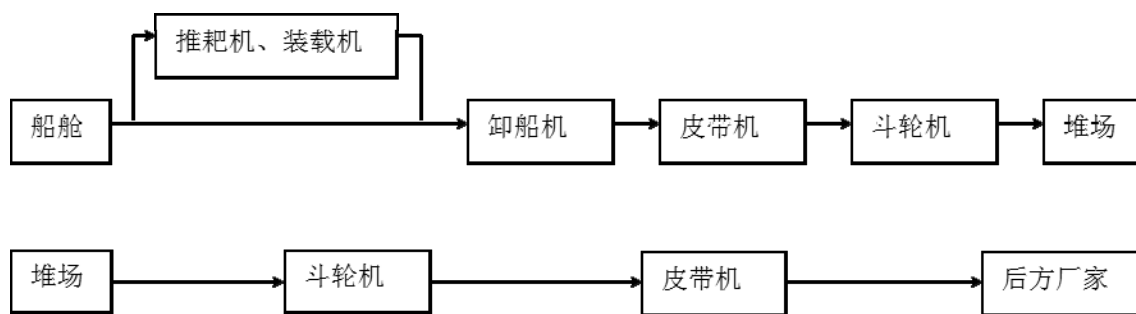 推耙机、装载机
船舱
卸船机
皮带机
斗轮机
堆场
堆场
斗轮机
皮带机
后方厂家